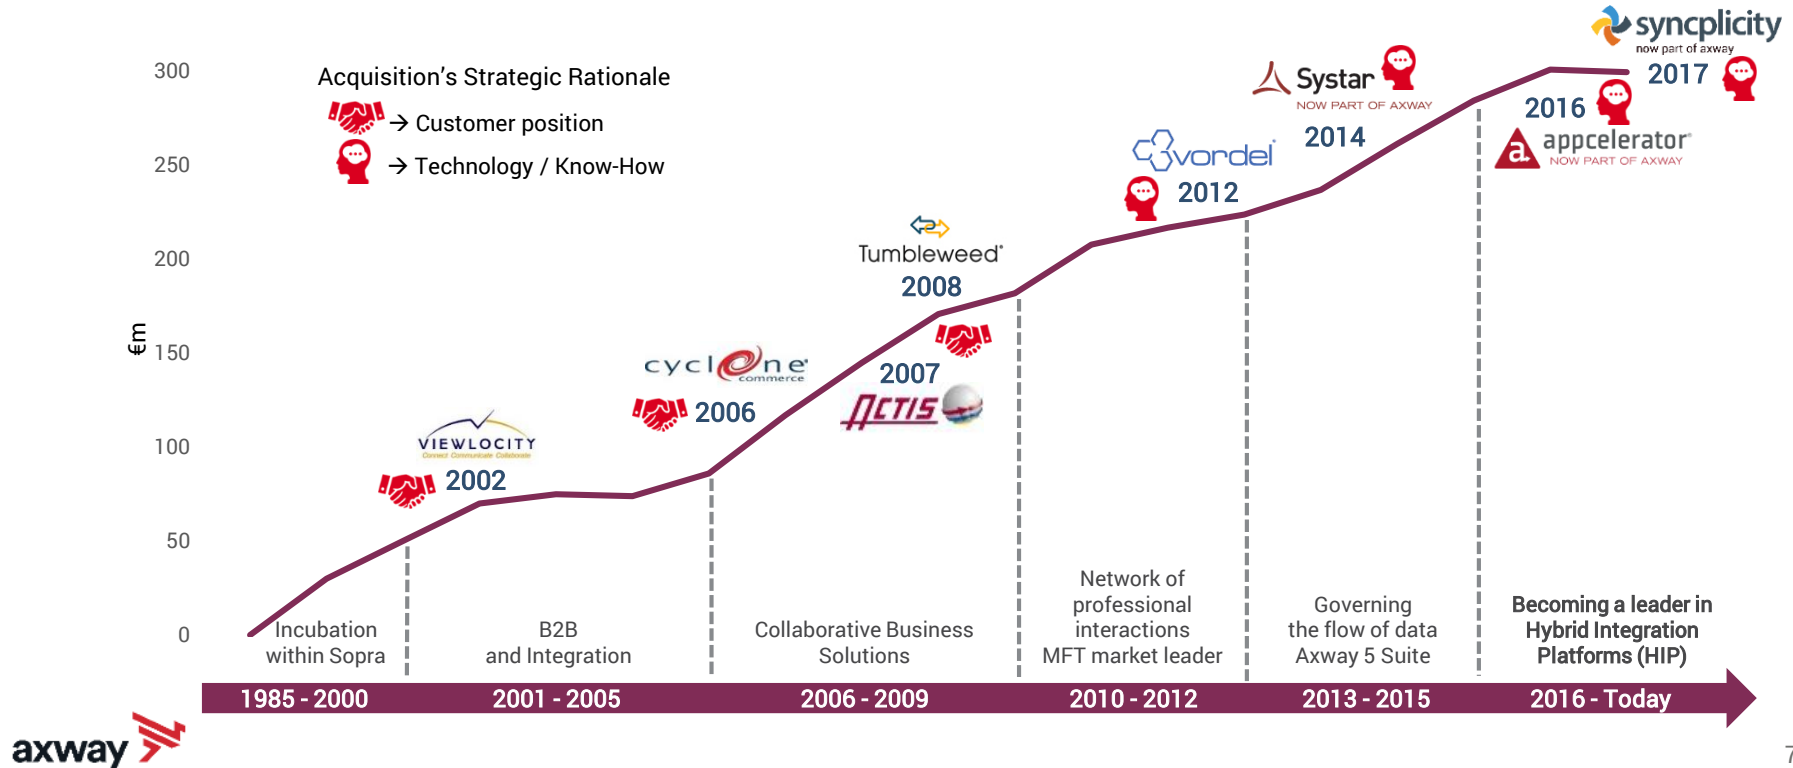 syncplicity
now part of axway
2017
300
250
200
150
100
50
0
€m
Acquisition's Strategic Rationale
→ Customer position
→ Technology / Know-How
VIEWLOCITY
Connect Communicate Collaborate
2002
cyclone
commerce
2006
Tumbleweed
2008
2007
ACTIS
vordel
2012
Systar
NOW PART OF AXWAY
2014
2016
a
appcelerator
NOW PART OF AXWAY
Incubation
within Sopra
B2B
and Integration
Collaborative Business
Solutions
Network of
professional
interactions
MFT market leader
Governing
the flow of data
Axway 5 Suite
Becoming a leader in
Hybrid Integration
Platforms (HIP)
1985 - 2000
2001 - 2005
2006 - 2009
2010 - 2012
2013 - 2015
2016 - Today
axway
7